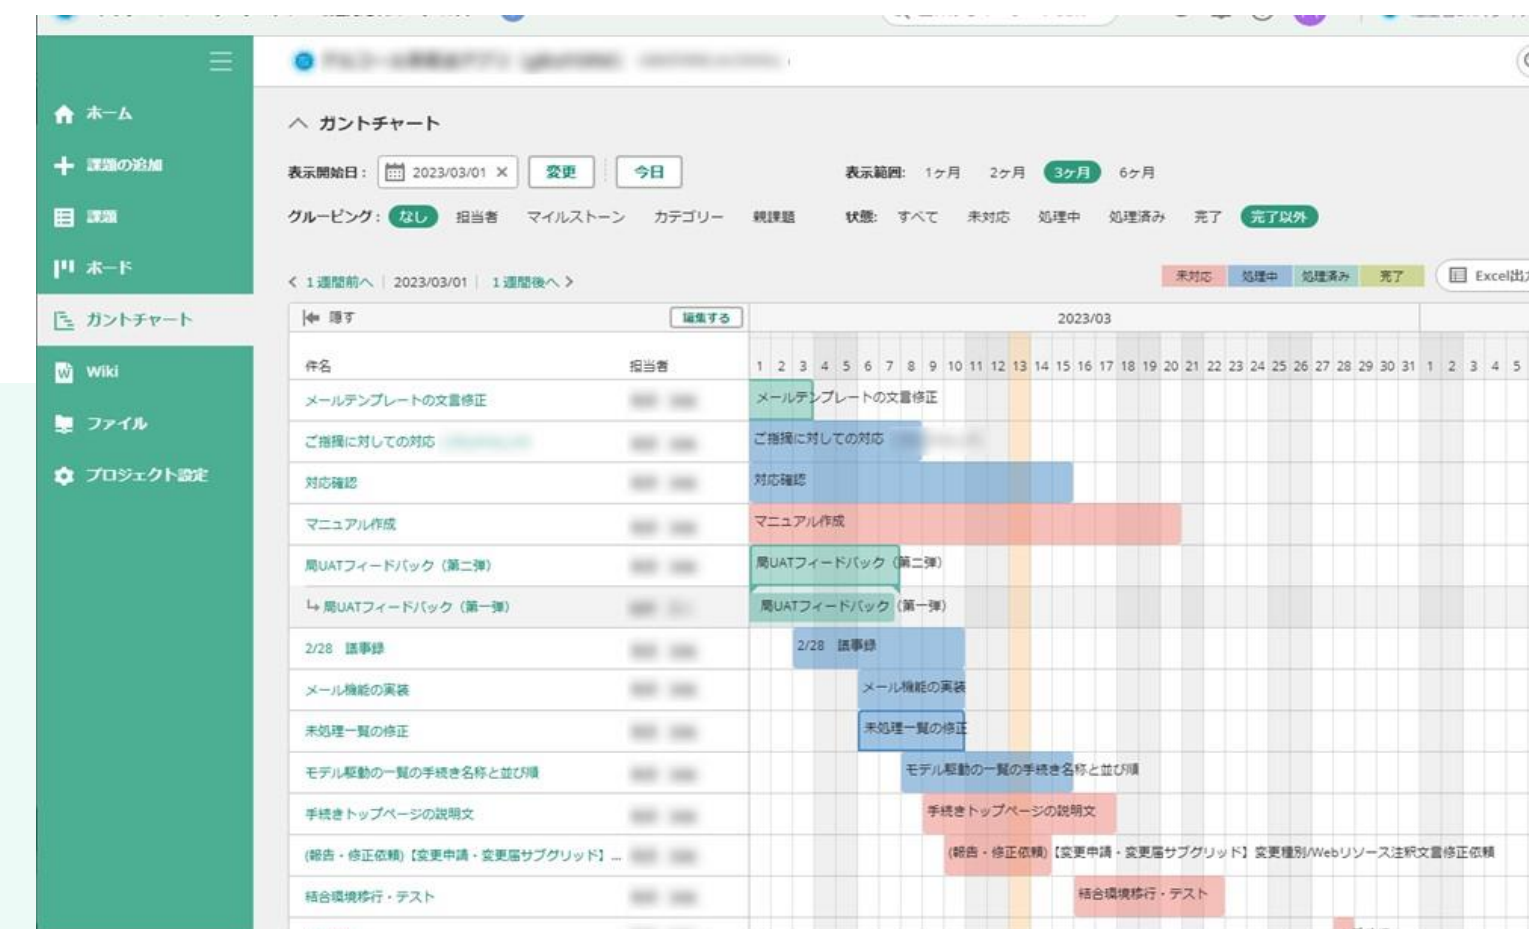 ホーム
課題の追加
課題
ボード
ガントチャート
Wiki
ファイル
プロジェクト設定
ガントチャート
表示開始日： 2023/03/01 × 変更 今日
表示範囲: 1ヶ月 2ヶ月 3ヶ月 6ヶ月
グルーピング： なし 担当者 マイルストーン カテゴリー 親課題
状態: すべて 未対応 処理中 処理済み 完了 完了以外
< 1週間前へ | 2023/03/01 | 1週間後へ >
未対応 処理中 処理済み 完了
Excel出力
隠す 編集する 2023/03
件名 担当者 1 2 3 4 5 6 7 8 9 10 11 12 13 14 15 16 17 18 19 20 21 22 23 24 25 26 27 28 29 30 31 1 2 3 4 5
メールテンプレートの文言修正 メールテンプレートの文言修正
ご指摘に対しての対応 ご指摘に対しての対応
対応確認 対応確認
マニュアル作成 マニュアル作成
局UATフィードバック（第二弾） 局UATフィードバック（第二弾）
局UATフィードバック（第一弾） 局UATフィードバック（第一弾）
2/28 議事録 2/28 議事録
メール機能の実装 メール機能の実装
未処理一覧の修正 未処理一覧の修正
モデル駆動の一覧の手続き名称と並び順 モデル駆動の一覧の手続き名称と並び順
手続きトップページの説明文 手続きトップページの説明文
(報告・修正依頼)【変更申請・変更届サブグリッド】... (報告・修正依頼)【変更申請・変更届サブグリッド】変更種別/Webリソース注釈文言修正依頼
結合環境移行・テスト 結合環境移行・テスト